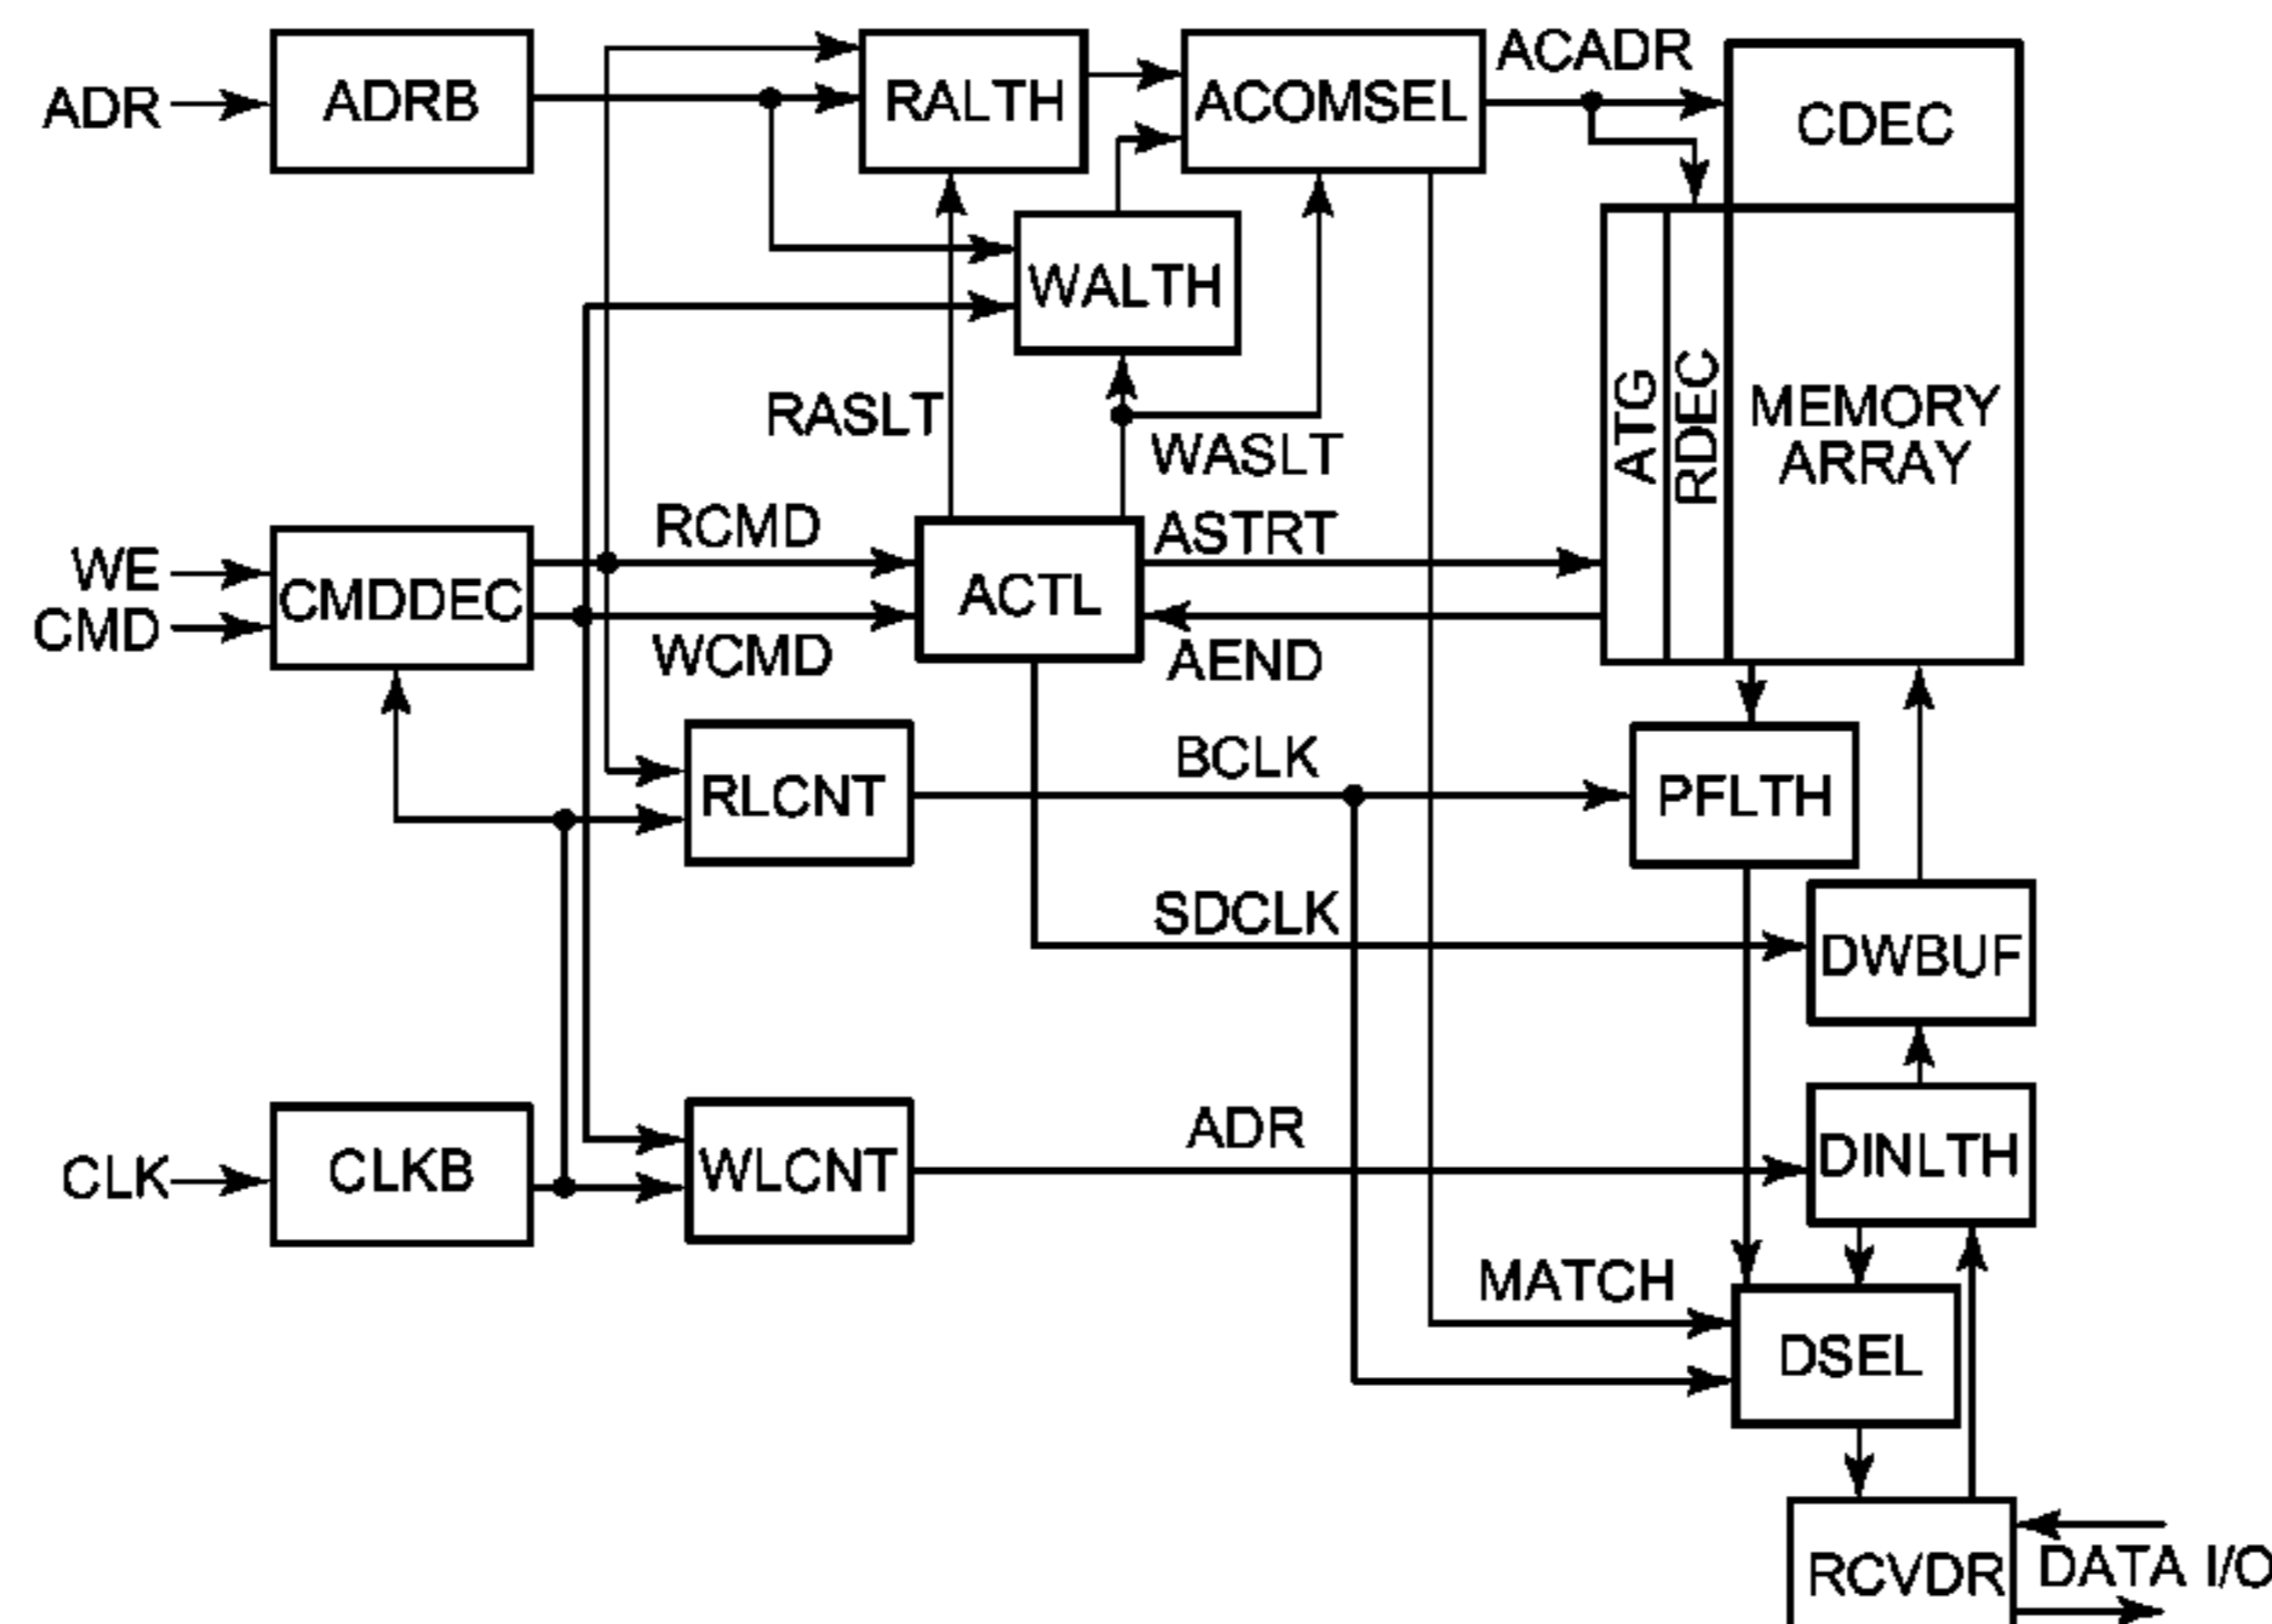 ADR
ADRB
RALTH
ACOMSEL
ACADR
CDEC
WALTH
RASLT
WASLT
ATG
RDEC
MEMORY
ARRAY
WE
CMD
CMDDEC
RCMD
WCMD
ACTL
ASTRT
AEND
RLCNT
BCLK
PFLTH
SDCLK
DWBUF
CLK
CLKB
WLCNT
ADR
DINLTH
MATCH
DSEL
RCVDR
DATA I/O